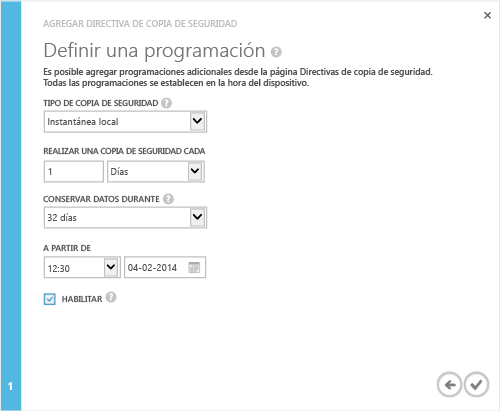 AGREGAR DIRECTIVA DE COPIA DE SEGURIDAD
Definir una programación ?
Es posible agregar programaciones adicionales desde la página Directivas de copia de seguridad.
Todas las programaciones se establecen en la hora del dispositivo.
TIPO DE COPIA DE SEGURIDAD ?
Instantánea local
REALIZAR UNA COPIA DE SEGURIDAD CADA
1 Días
CONSERVAR DATOS DURANTE ?
32 días
A PARTIR DE
12:30 04-02-2014
HABILITAR ?
1